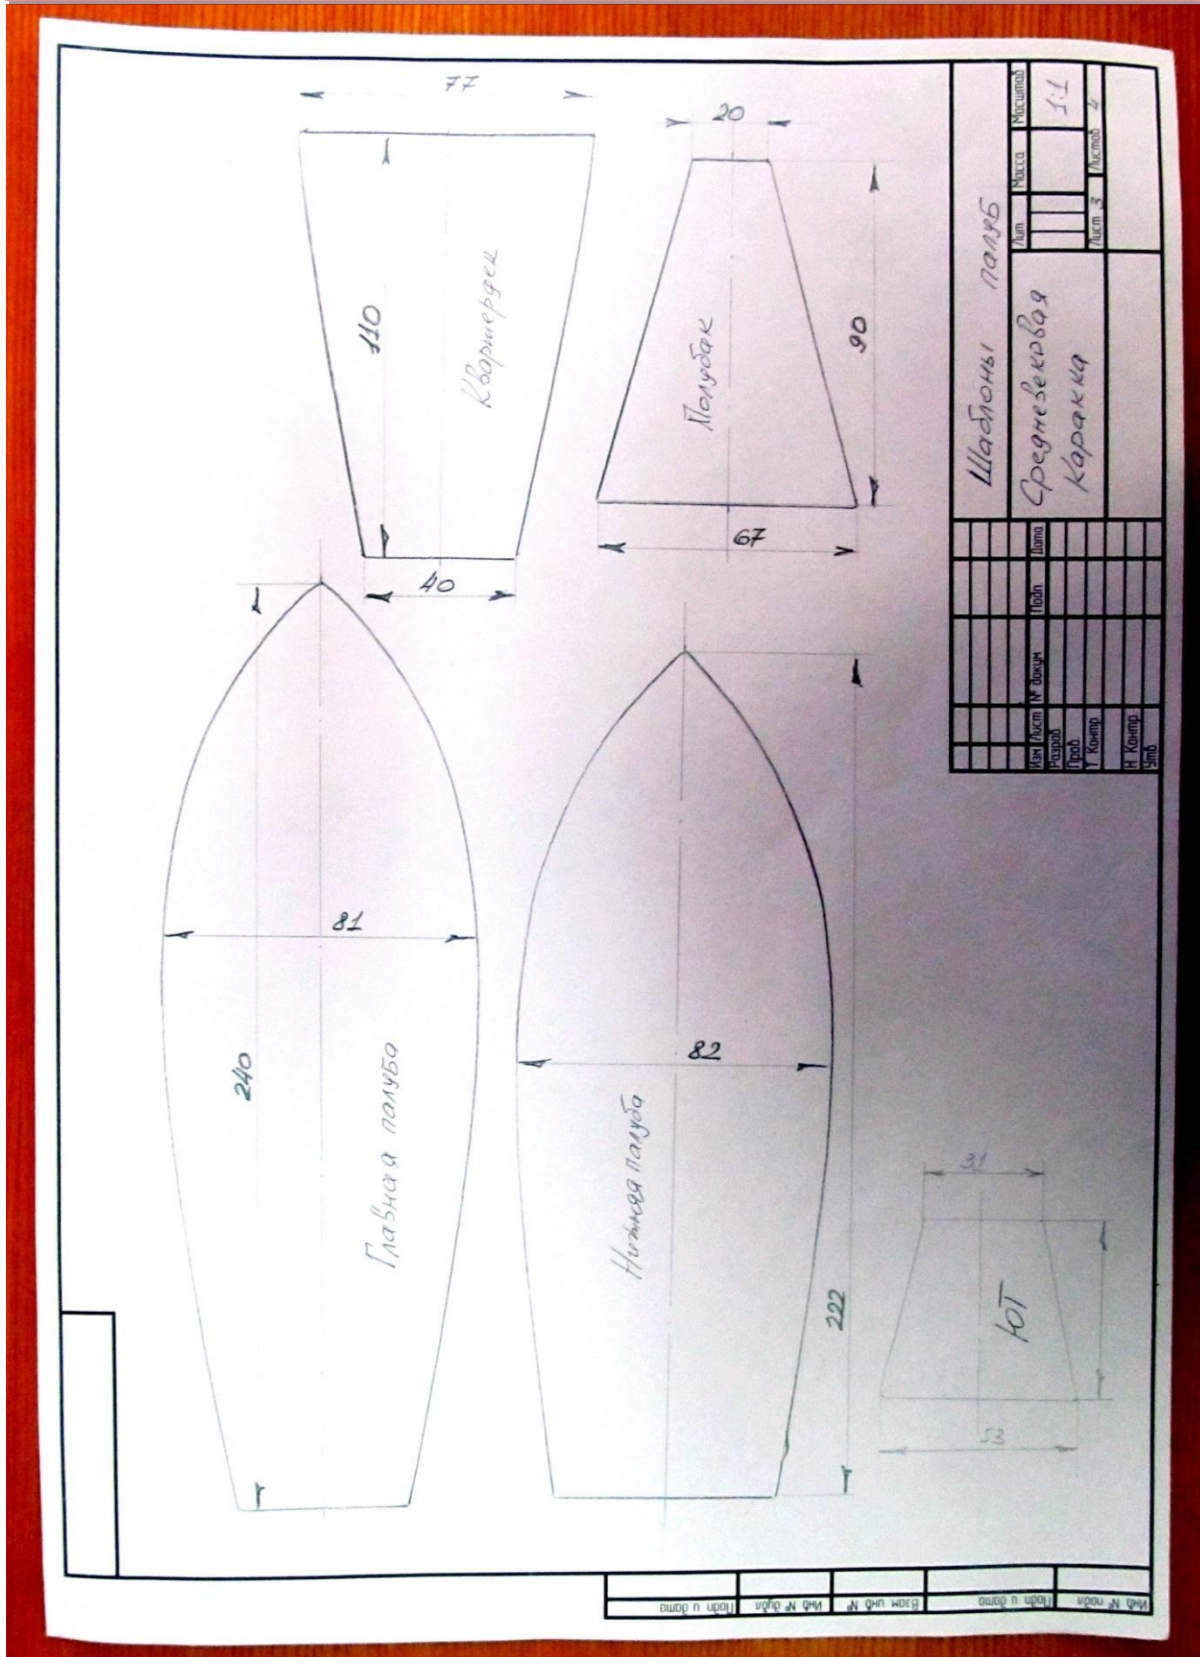 77
110
Квартердек
40
20
90
Полубак
67
240
81
Главная палуба
82
Нижняя палуба
222
31
ЮТ
53
Шаблоны палуб
Средневековая
Каракка
Лит.
Масса
Масштаб
1:1
Лист 3
Листов 4
Изм
Лист
№ докум
Подп
Дата
Разраб
Пров
Т Контр
Н Контр
Утв
Подп и дата
Инв № дубл
Взам инв №
Подп и дата
Инв № подл